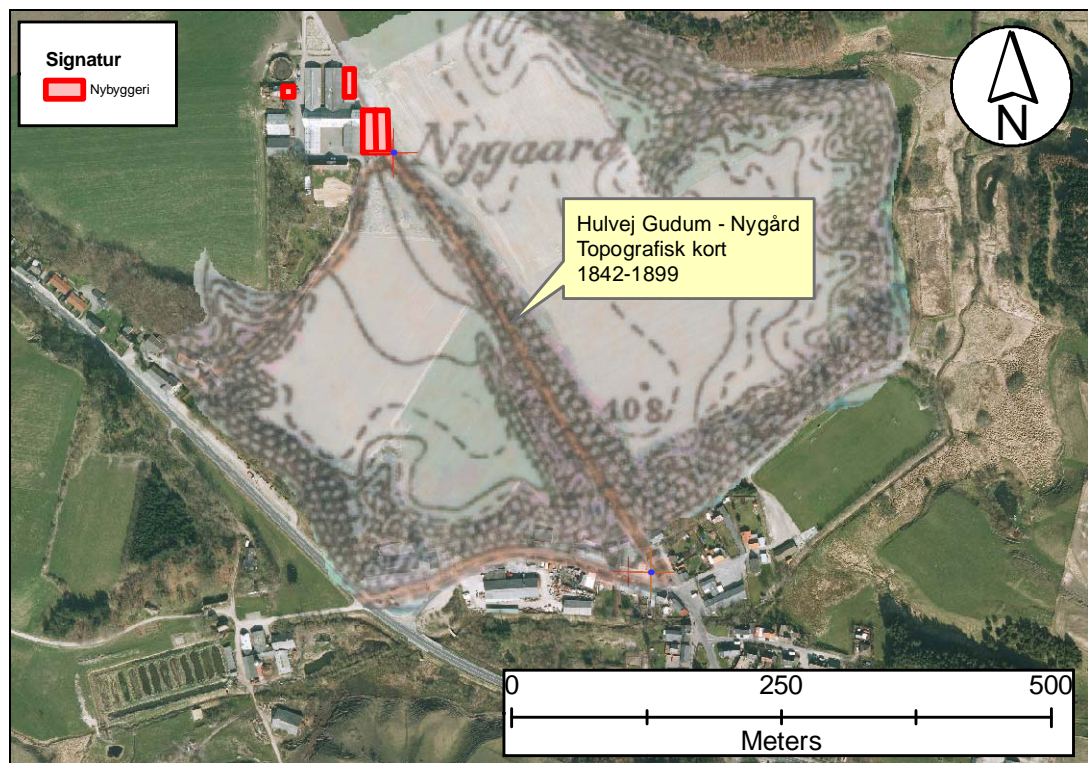 Signatur
Nybyggeri
N
Nygaard
Hulvej Gudum - Nygård
Topografisk kort
1842-1899
108
0 250 500
Meters